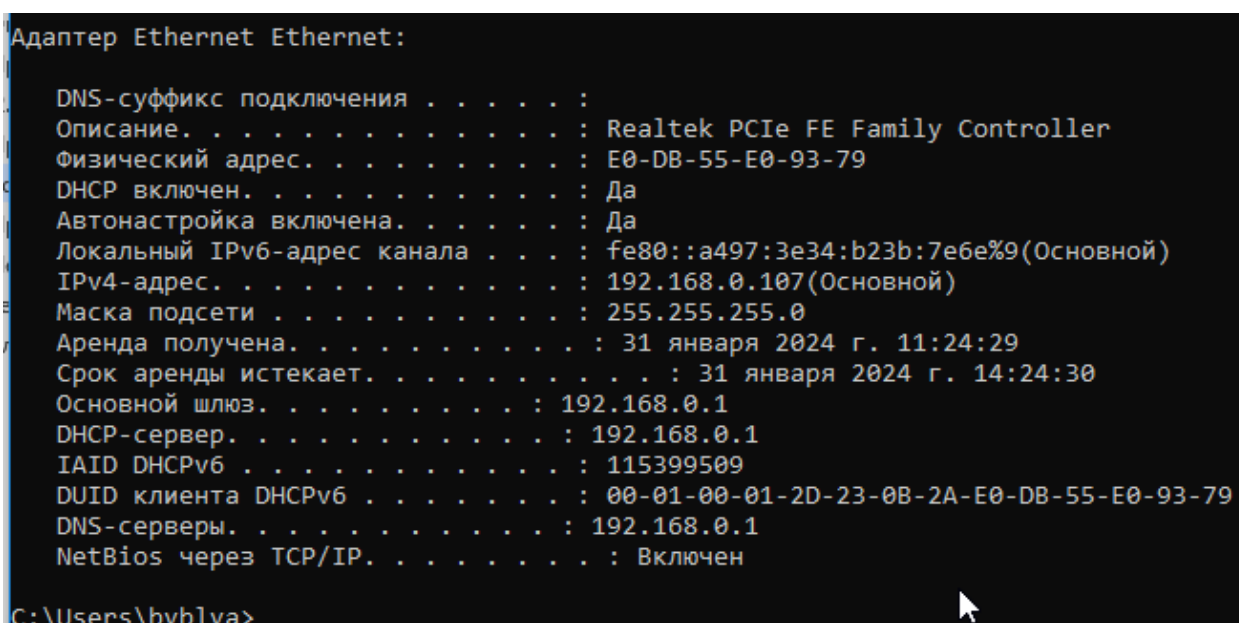 Адаптер Ethernet Ethernet:
DNS-суффикс подключения . . . . . :
Описание. . . . . . . . . . . . . : Realtek PCIe FE Family Controller
Физический адрес. . . . . . . . . : E0-DB-55-E0-93-79
DHCP включен. . . . . . . . . . . : Да
Автонастройка включена. . . . . . : Да
Локальный IPv6-адрес канала . . . : fe80::a497:3e34:b23b:7e6e%9(Основной)
IPv4-адрес. . . . . . . . . . . . : 192.168.0.107(Основной)
Маска подсети . . . . . . . . . . : 255.255.255.0
Аренда получена. . . . . . . . . . : 31 января 2024 г. 11:24:29
Срок аренды истекает. . . . . . . . . . : 31 января 2024 г. 14:24:30
Основной шлюз. . . . . . . . . : 192.168.0.1
DHCP-сервер. . . . . . . . . . . : 192.168.0.1
IAID DHCPv6 . . . . . . . . . . . : 115399509
DUID клиента DHCPv6 . . . . . . . : 00-01-00-01-2D-23-0B-2A-E0-DB-55-E0-93-79
DNS-серверы. . . . . . . . . . . : 192.168.0.1
NetBios через TCP/IP. . . . . . . . : Включен